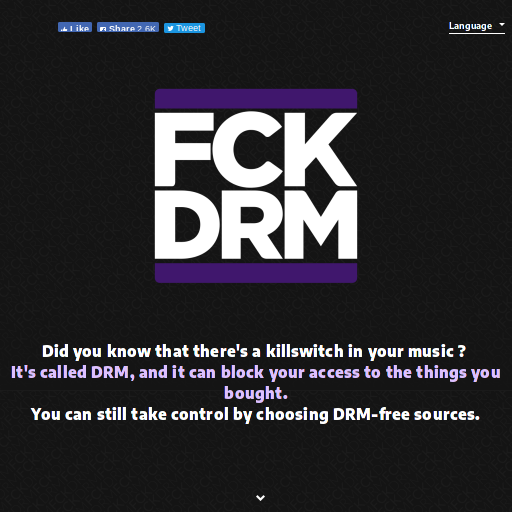 Like
Share 2.6K
Tweet
Language
FCK
DRM
Did you know that there's a killswitch in your music ?
It's called DRM, and it can block your access to the things you
bought.
You can still take control by choosing DRM-free sources.